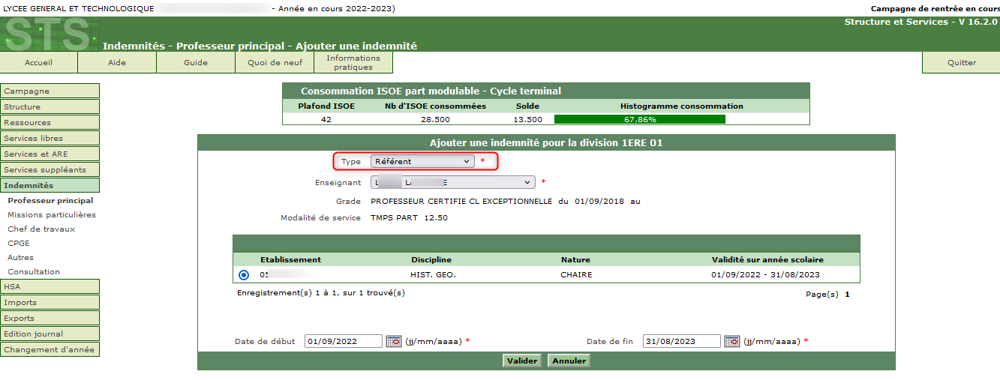 LYCEE GENERAL ET TECHNOLOGIQUE - Année en cours 2022-2023)
Campagne de rentrée en cours
Structure et Services - V 16.2.0
STS
Indemnités - Professeur principal - Ajouter une indemnité
Accueil Aide Guide Quoi de neuf Informations pratiques Quitter
Campagne
Structure
Ressources
Services libres
Services et ARE
Services suppléants
Indemnités
Professeur principal
Missions particulières
Chef de travaux
CPGE
Autres
Consultation
HSA
Imports
Exports
Edition journal
Changement d'année
Consommation ISOE part modulable - Cycle terminal
Plafond ISOE Nb d'ISOE consommées Solde Histogramme consommation
42 28.500 13.500 67.86%
Ajouter une indemnité pour la division 1ERE 01
Type Référent *
Enseignant *
Grade PROFESSEUR CERTIFIE CL EXCEPTIONNELLE du 01/09/2018 au
Modalité de service TMPS PART 12.50
Etablissement Discipline Nature Validité sur année scolaire
HIST. GEO. CHAIRE 01/09/2022 - 31/08/2023
Enregistrement(s) 1 à 1, sur 1 trouvé(s)
Page(s) 1
Date de début 01/09/2022 (jj/mm/aaaa) * Date de fin 31/08/2023 (jj/mm/aaaa) *
Valider Annuler